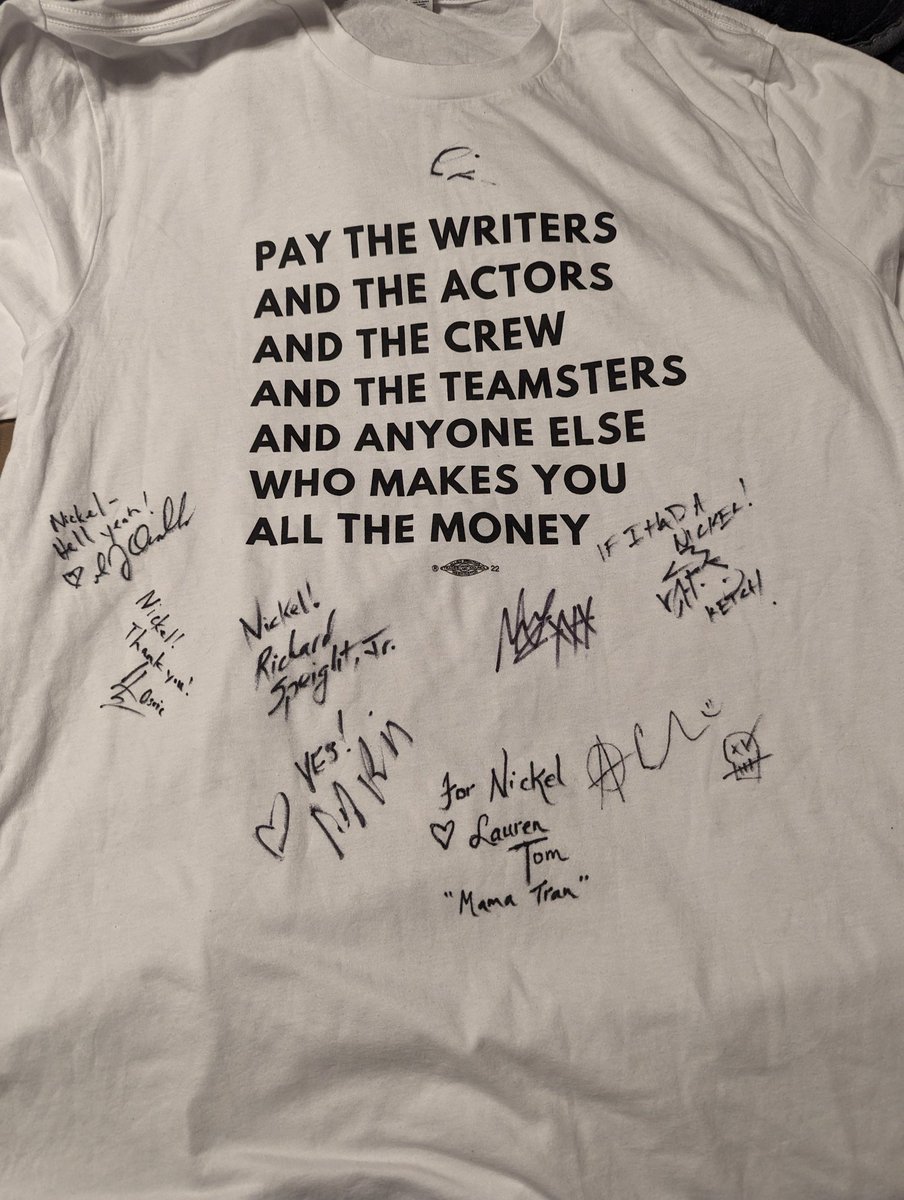 PAY THE WRITERS
AND THE ACTORS
AND THE CREW
AND THE TEAMSTERS
AND ANYONE ELSE
WHO MAKES YOU
ALL THE MONEY
® 22
Nickel-
Hell yeah!
IF I HAD A
NICKEL!
KETCH!
Nickel!
Thank you!
Nickel!
Richard
Speight, Jr.
YES!
For Nickel
Lauren
Tom
"Mama Tran"